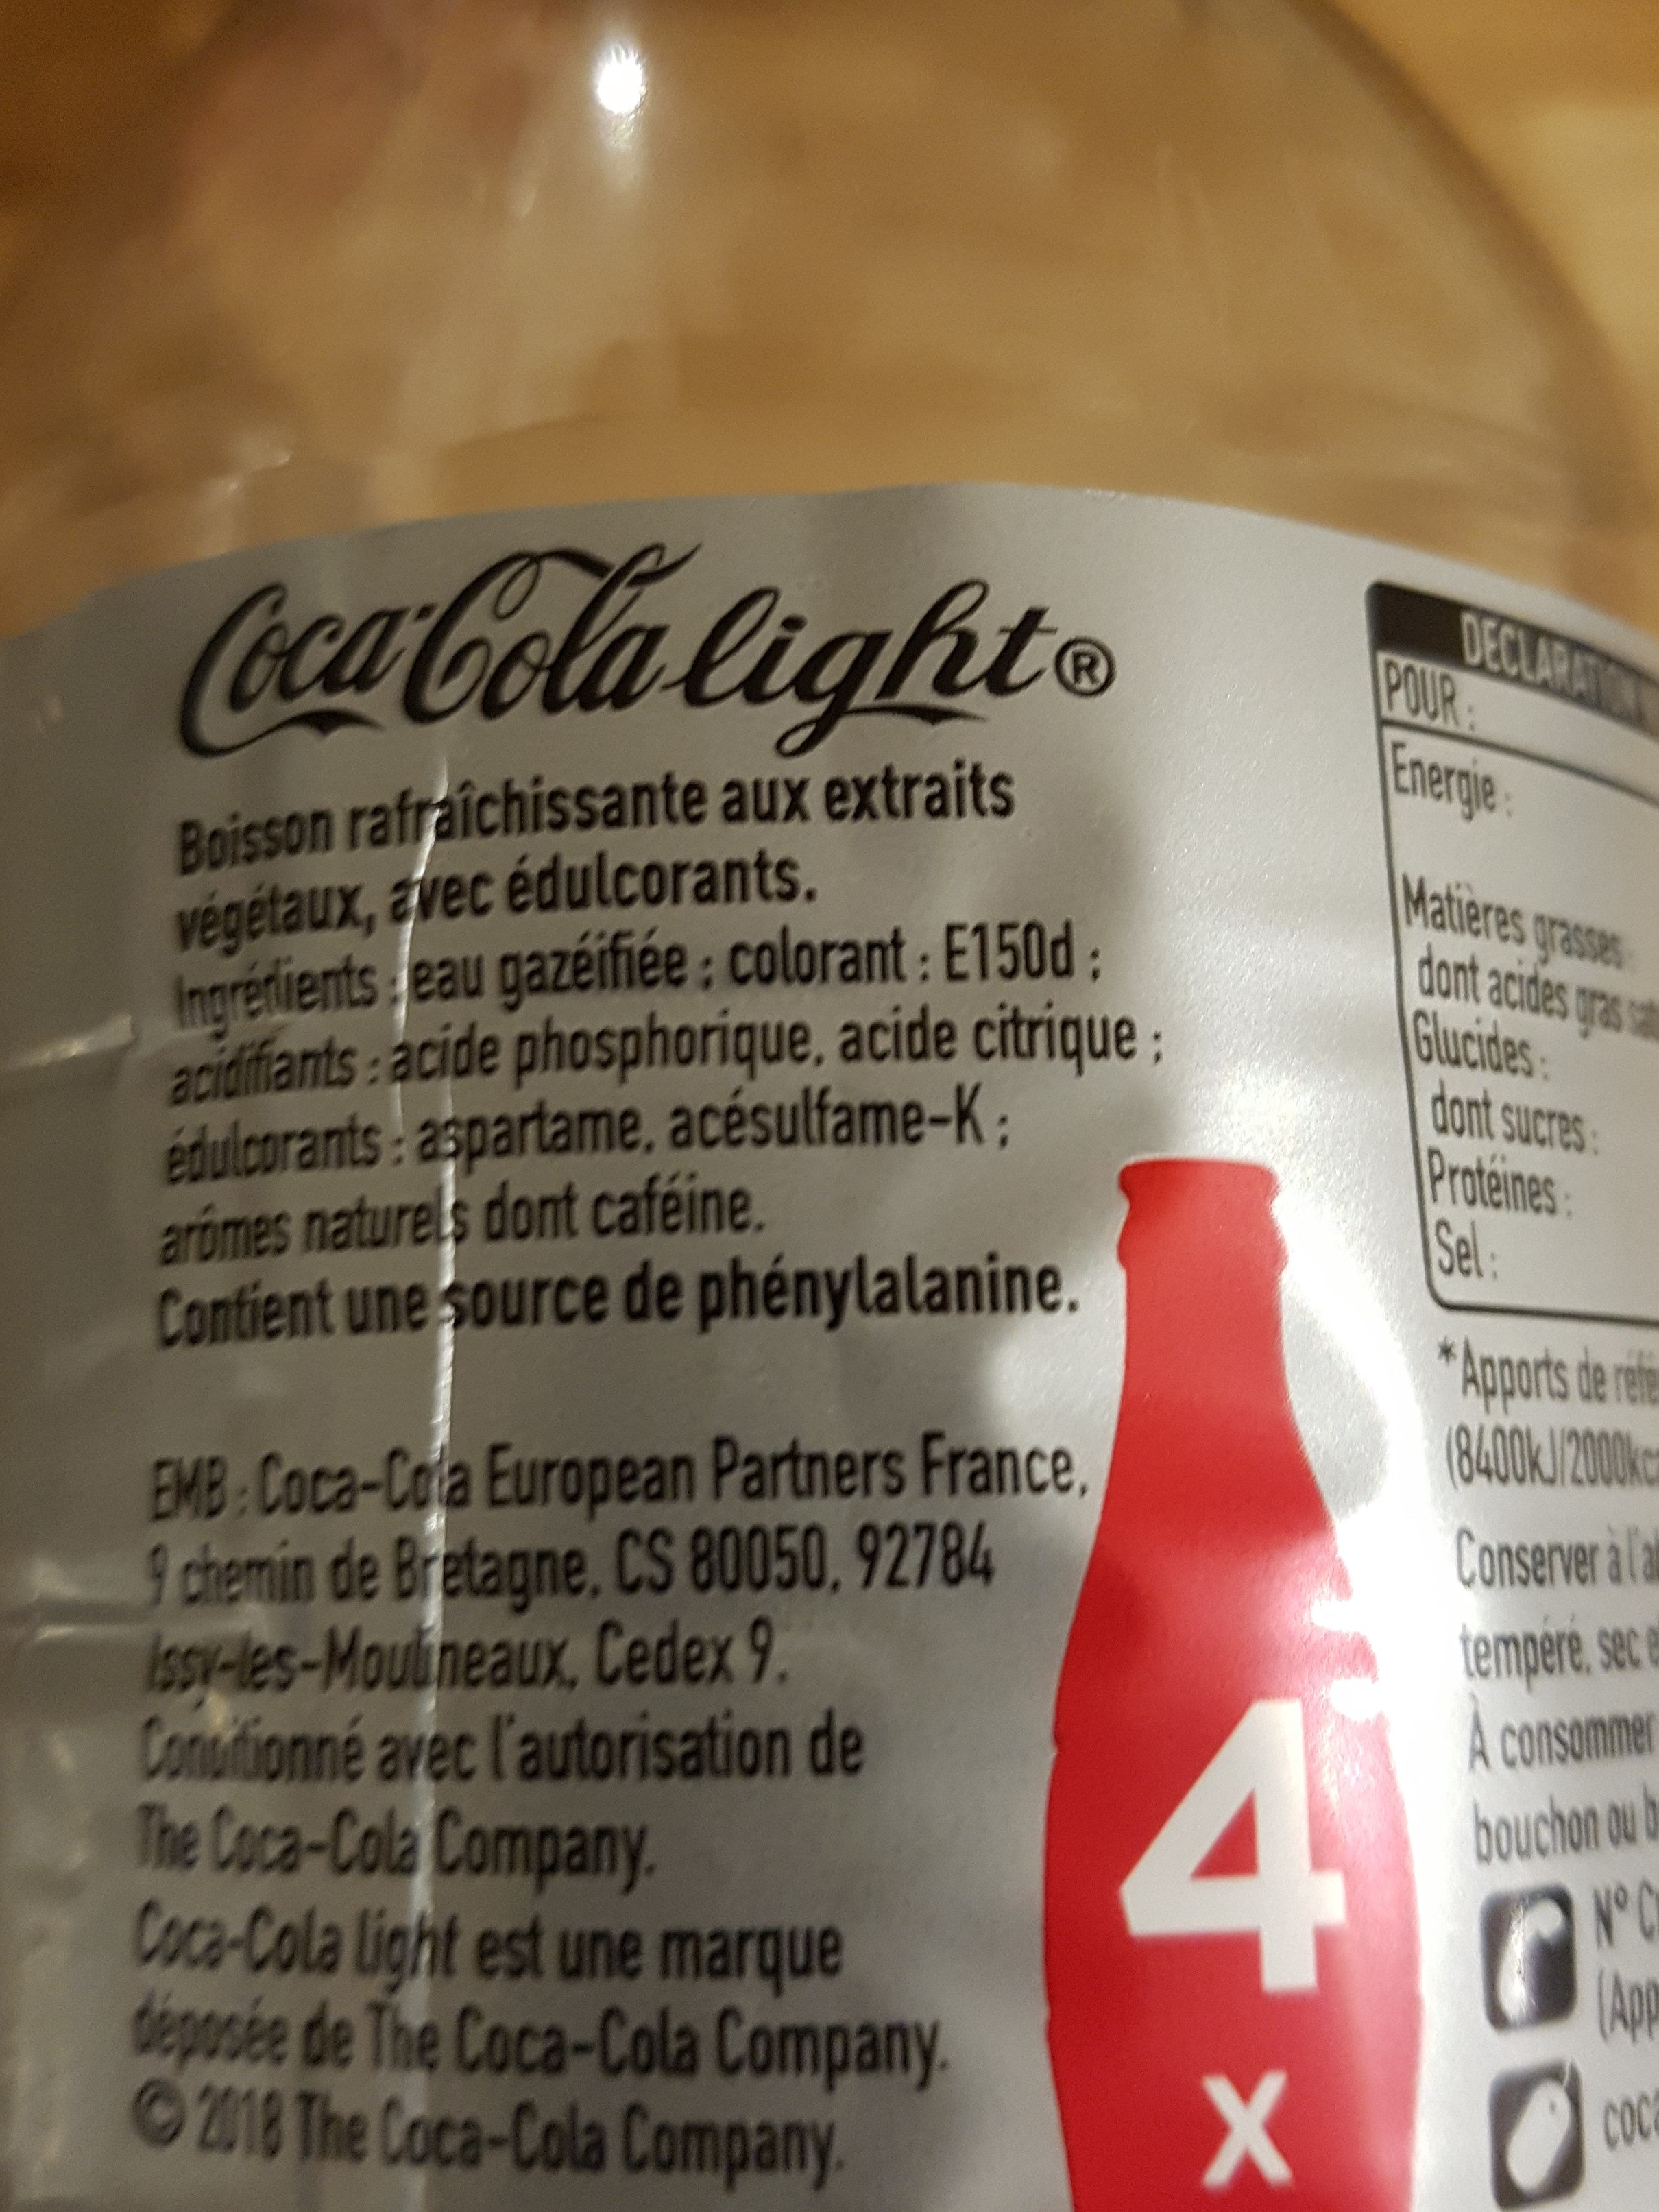 Coca-Cola light®
Boisson rafraîchissante aux extraits
végétaux, avec édulcorants.
Ingrédients : eau gazéifiée ; colorant : E150d ;
acidifiants : acide phosphorique, acide citrique ;
édulcorants : aspartame, acésulfame-K ;
arômes naturels dont caféine.
Contient une source de phénylalanine.
EMB : Coca-Cola European Partners France,
9 chemin de Bretagne, CS 80050, 92784
Issy-les-Moulineaux, Cedex 9.
Conditionné avec l'autorisation de
The Coca-Cola Company.
Coca-Cola light est une marque
déposée de The Coca-Cola Company.
© 2018 The Coca-Cola Company.
4
x
DECLARATION
POUR :
Energie :
Matières grasses
dont acides gras
Glucides :
dont sucres :
Protéines :
Sel :
*Apports de
(8400kJ/2000kc
Conserver à
tempéré, sec
À consommer
bouchon ou
N°
(App
coca